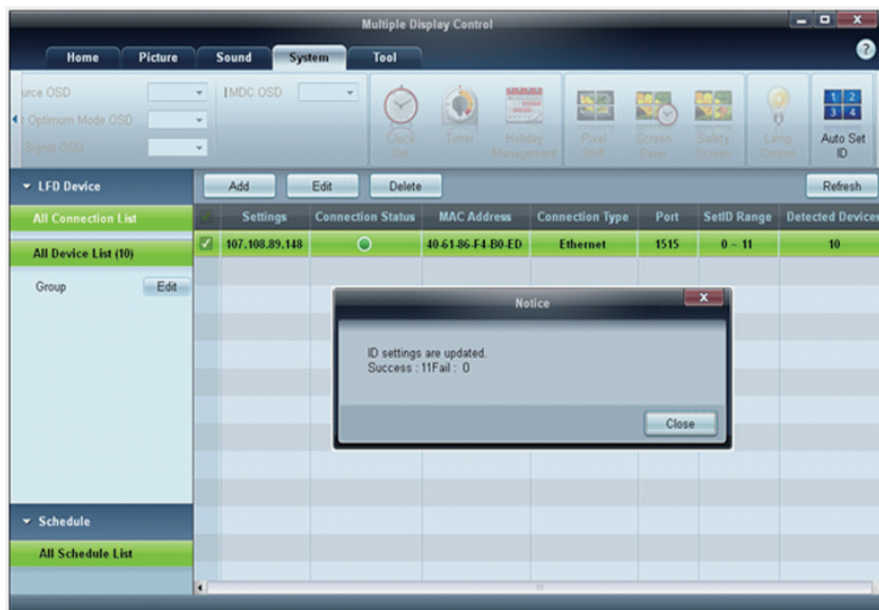 Multiple Display Control
Home Picture Sound System Tool
?
urce OSD
MDC OSD
Optimum Mode OSD
Signal OSD
Clock Set
Timer
Holiday Management
Pixel Shift
Screen Saver
Safety Screen
Lamp Control
1 2
3 4
Auto Set ID
LFD Device
Add Edit Delete Refresh
All Connection List
Settings Connection Status MAC Address Connection Type Port SetID Range Detected Devices
All Device List (10)
107.108.89.148 40-61-86-F4-B0-ED Ethernet 1515 0 ~ 11 10
Group Edit
Notice
ID settings are updated.
Success : 11Fail : 0
Close
Schedule
All Schedule List